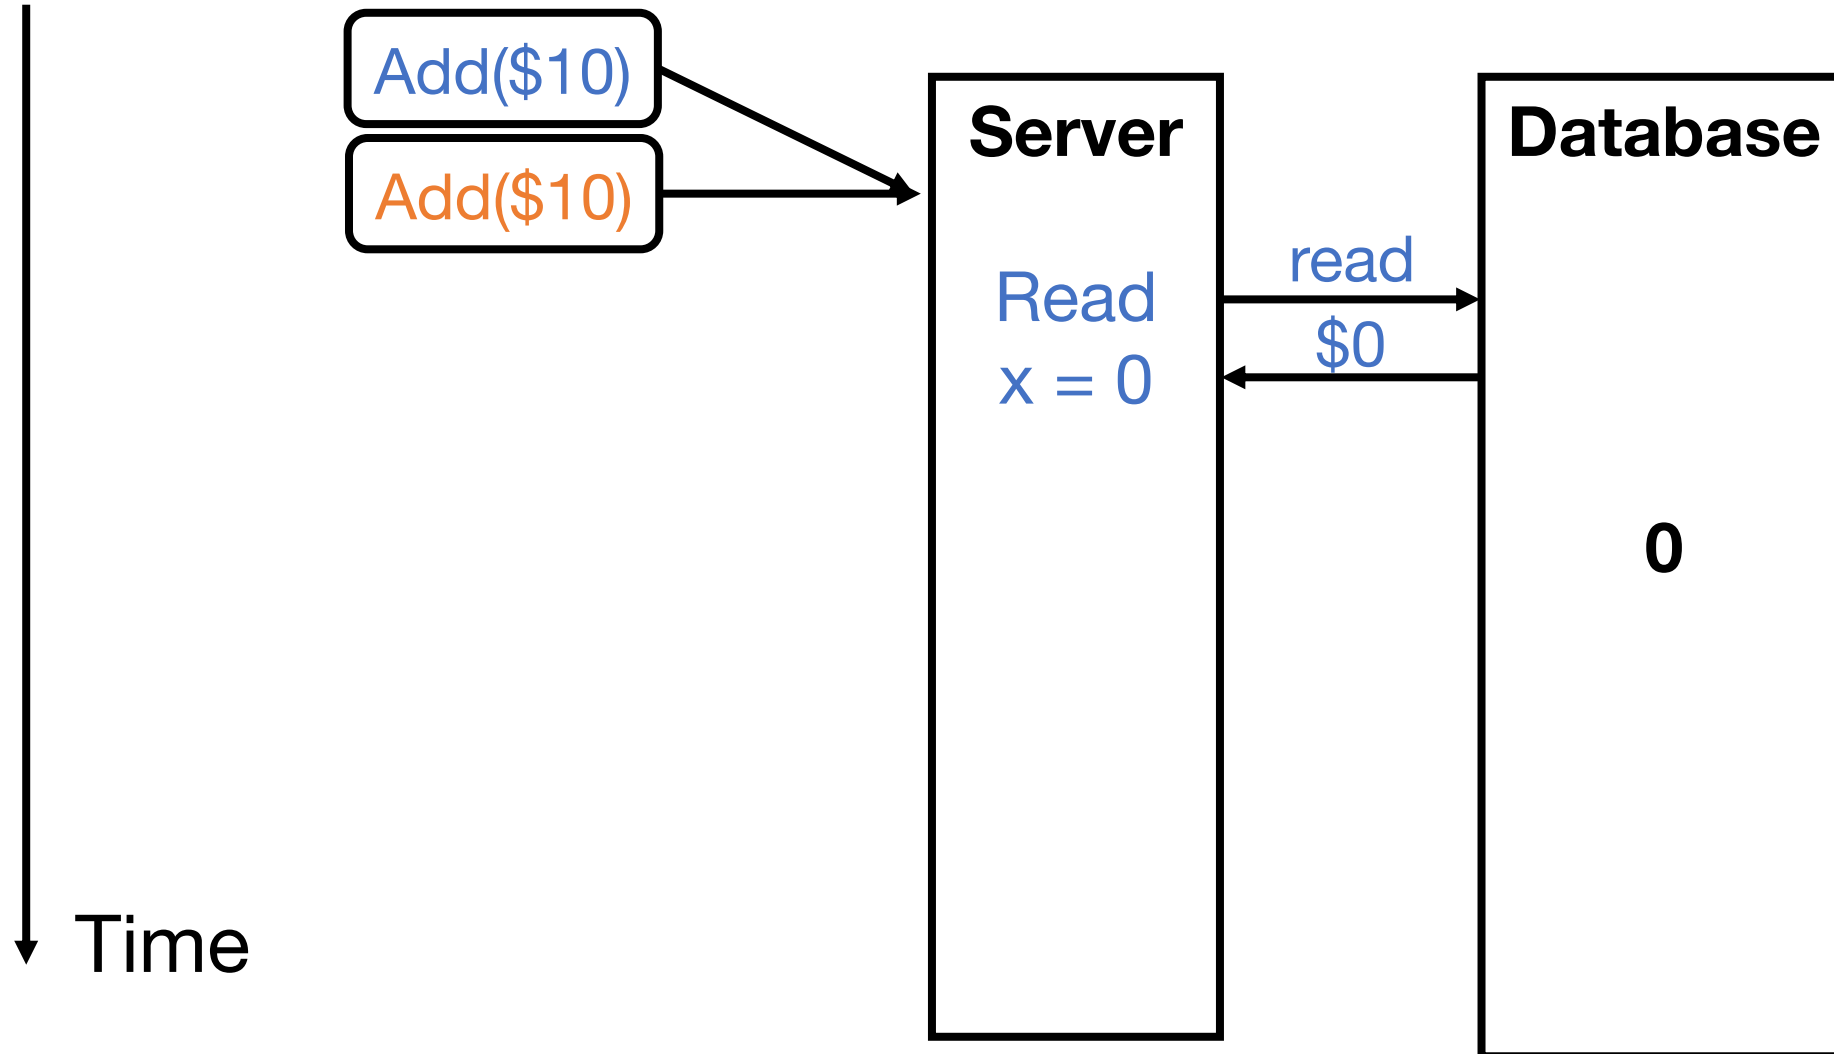 Add($10)
Add($10)
Server
Database
Read
x = 0
read
$0
0
Time